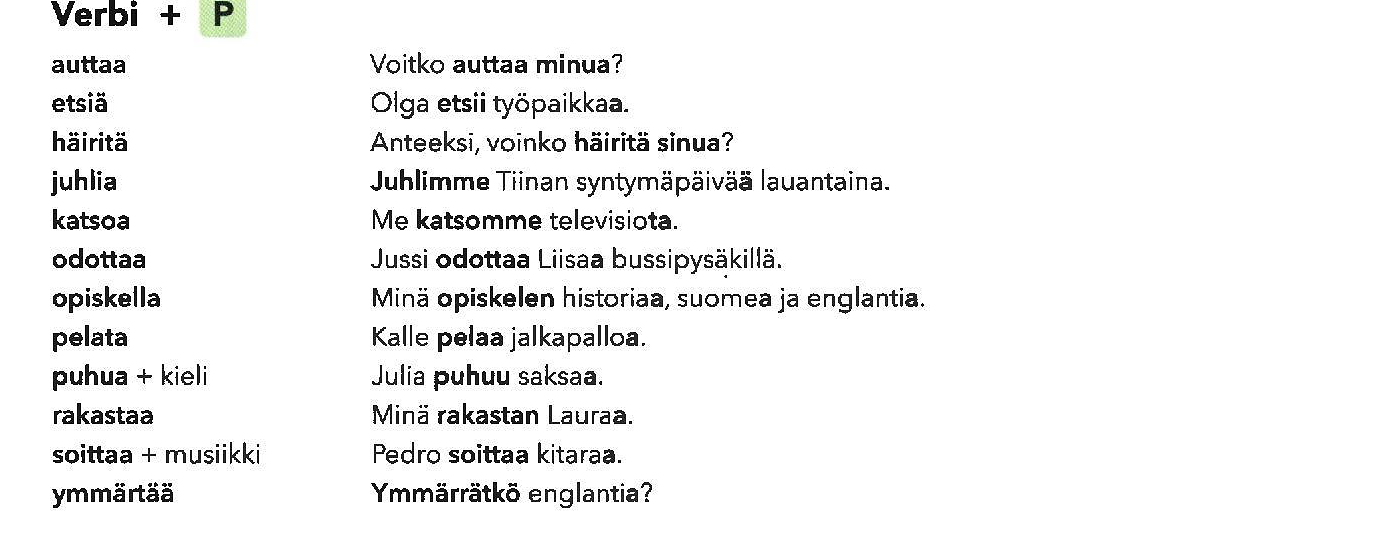 Verbi + P
auttaa Voitko auttaa minua?
etsiä Olga etsii työpaikkaa.
häiritä Anteeksi, voinko häiritä sinua?
juhlia Juhlimme Tiinan syntymäpäivää lauantaina.
katsoa Me katsomme televisiota.
odottaa Jussi odottaa Liisaa bussipysäkillä.
opiskella Minä opiskelen historiaa, suomea ja englantia.
pelata Kalle pelaa jalkapalloa.
puhua + kieli Julia puhuu saksaa.
rakastaa Minä rakastan Lauraa.
soittaa + musiikki Pedro soittaa kitaraa.
ymmärtää Ymmärrätkö englantia?